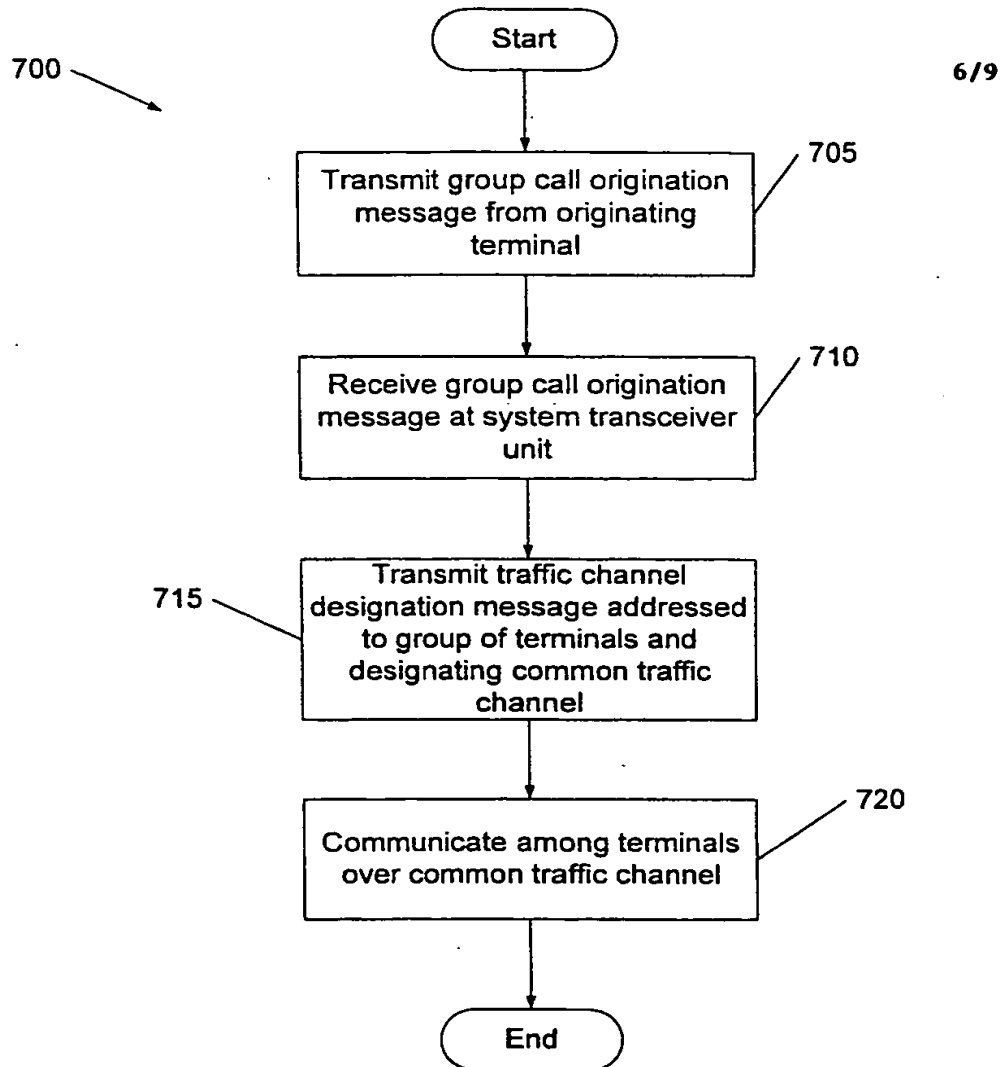 Start
700
6/9
705
Transmit group call origination
message from originating
terminal
710
Receive group call origination
message at system transceiver
unit
715
Transmit traffic channel
designation message addressed
to group of terminals and
designating common traffic
channel
720
Communicate among terminals
over common traffic channel
End